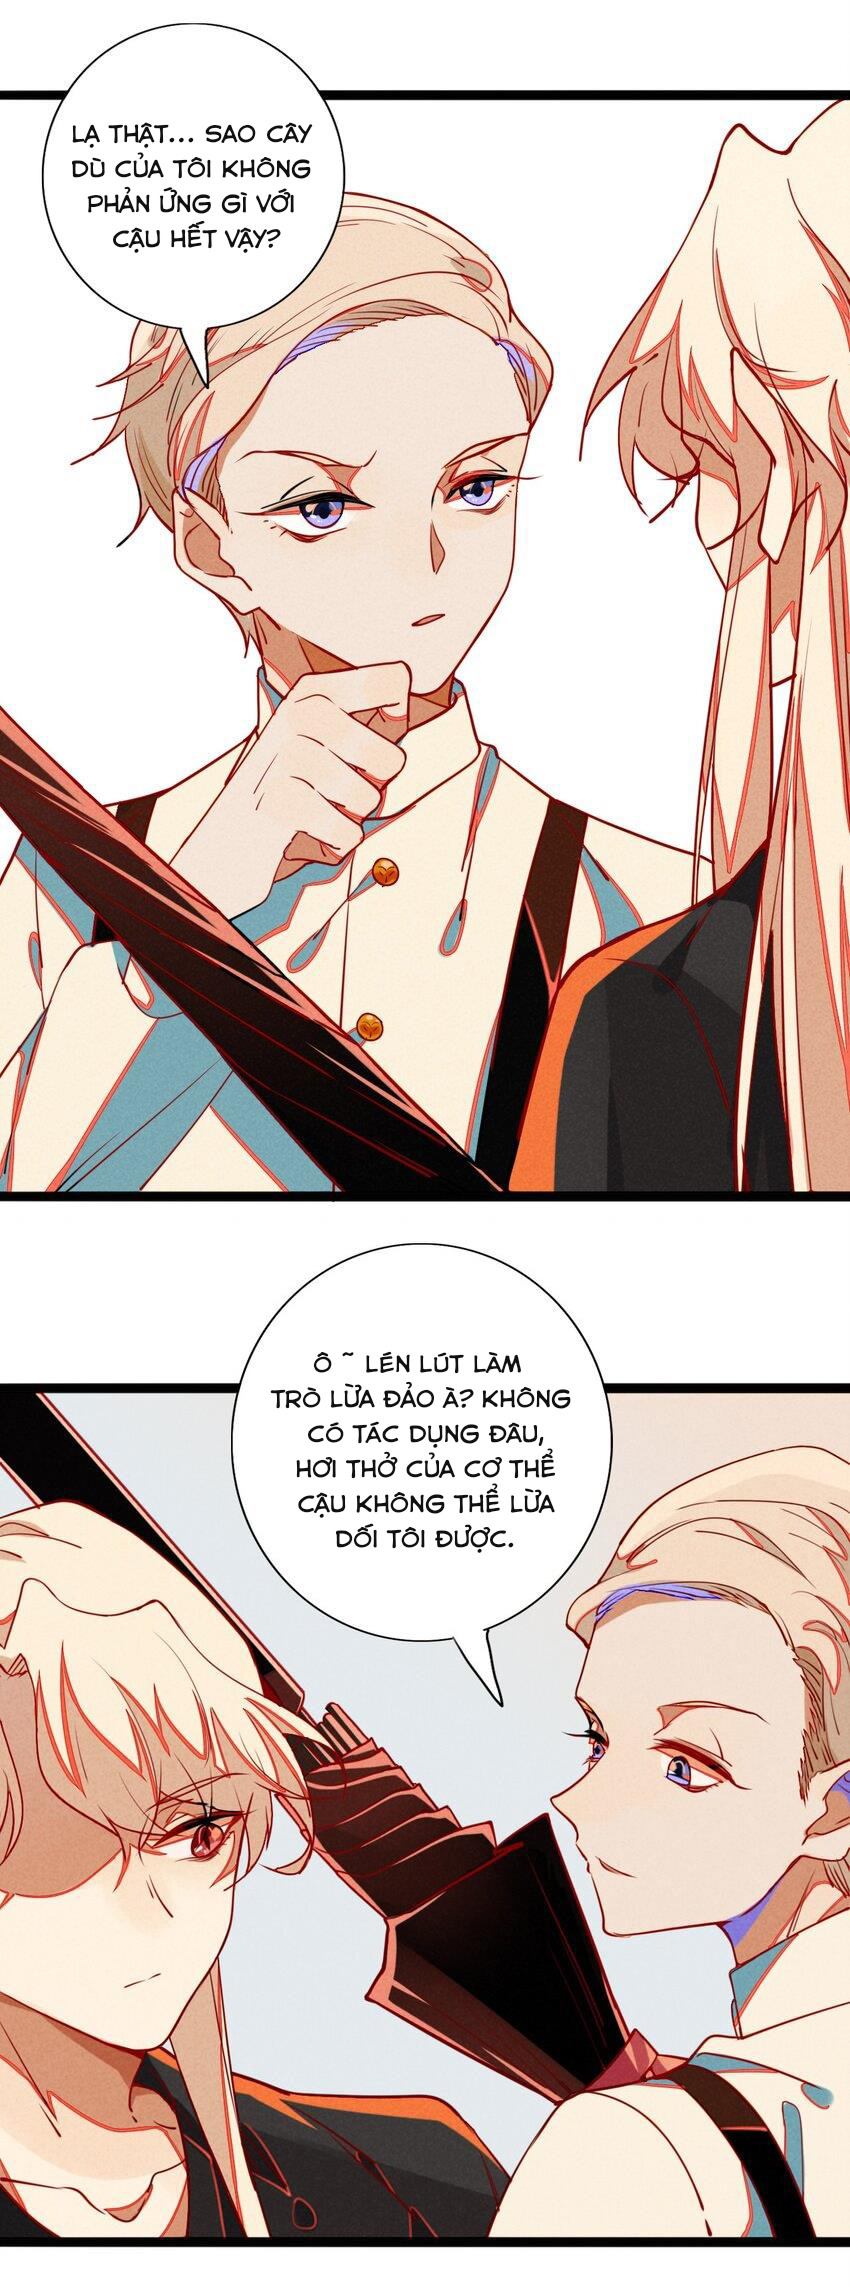 LẠ THẬT... SAO CÂY
DÙ CỦA TÔI KHÔNG
PHẢN ỨNG GÌ VỚI
CẬU HẾT VẬY?
Ô ~ LÉN LÚT LÀM
TRÒ LỪA ĐẢO À? KHÔNG
CÓ TÁC DỤNG ĐÂU,
HƠI THỞ CỦA CƠ THỂ
CẬU KHÔNG THỂ LỪA
DỐI TÔI ĐƯỢC.